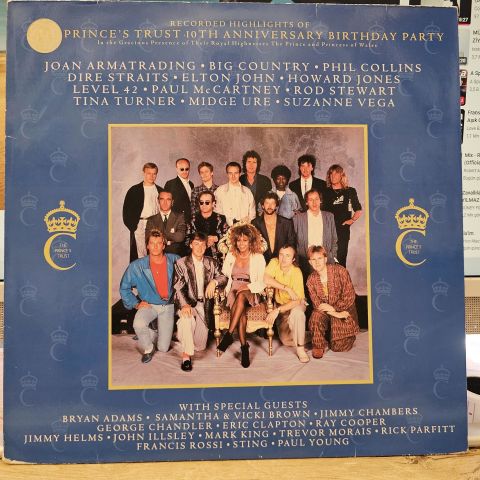 RECORDED HIGHLIGHTS OF
PRINCE'S TRUST 10TH ANNIVERSARY BIRTHDAY PARTY
In the Gracious Presence of Their Royal Highnesses The Prince and Princess of Wales
JOAN ARMATRADING • BIG COUNTRY • PHIL COLLINS
DIRE STRAITS • ELTON JOHN • HOWARD JONES
LEVEL 42 • PAUL McCARTNEY • ROD STEWART
TINA TURNER • MIDGE URE • SUZANNE VEGA
THE
PRINCE'S
TRUST
THE
PRINCE'S
TRUST
WITH SPECIAL GUESTS
BRYAN ADAMS • SAMANTHA & VICKI BROWN • JIMMY CHAMBERS
GEORGE CHANDLER • ERIC CLAPTON • RAY COOPER
JIMMY HELMS • JOHN ILLSLEY • MARK KING • TREVOR MORAIS • RICK PARFITT
FRANCIS ROSSI • STING • PAUL YOUNG